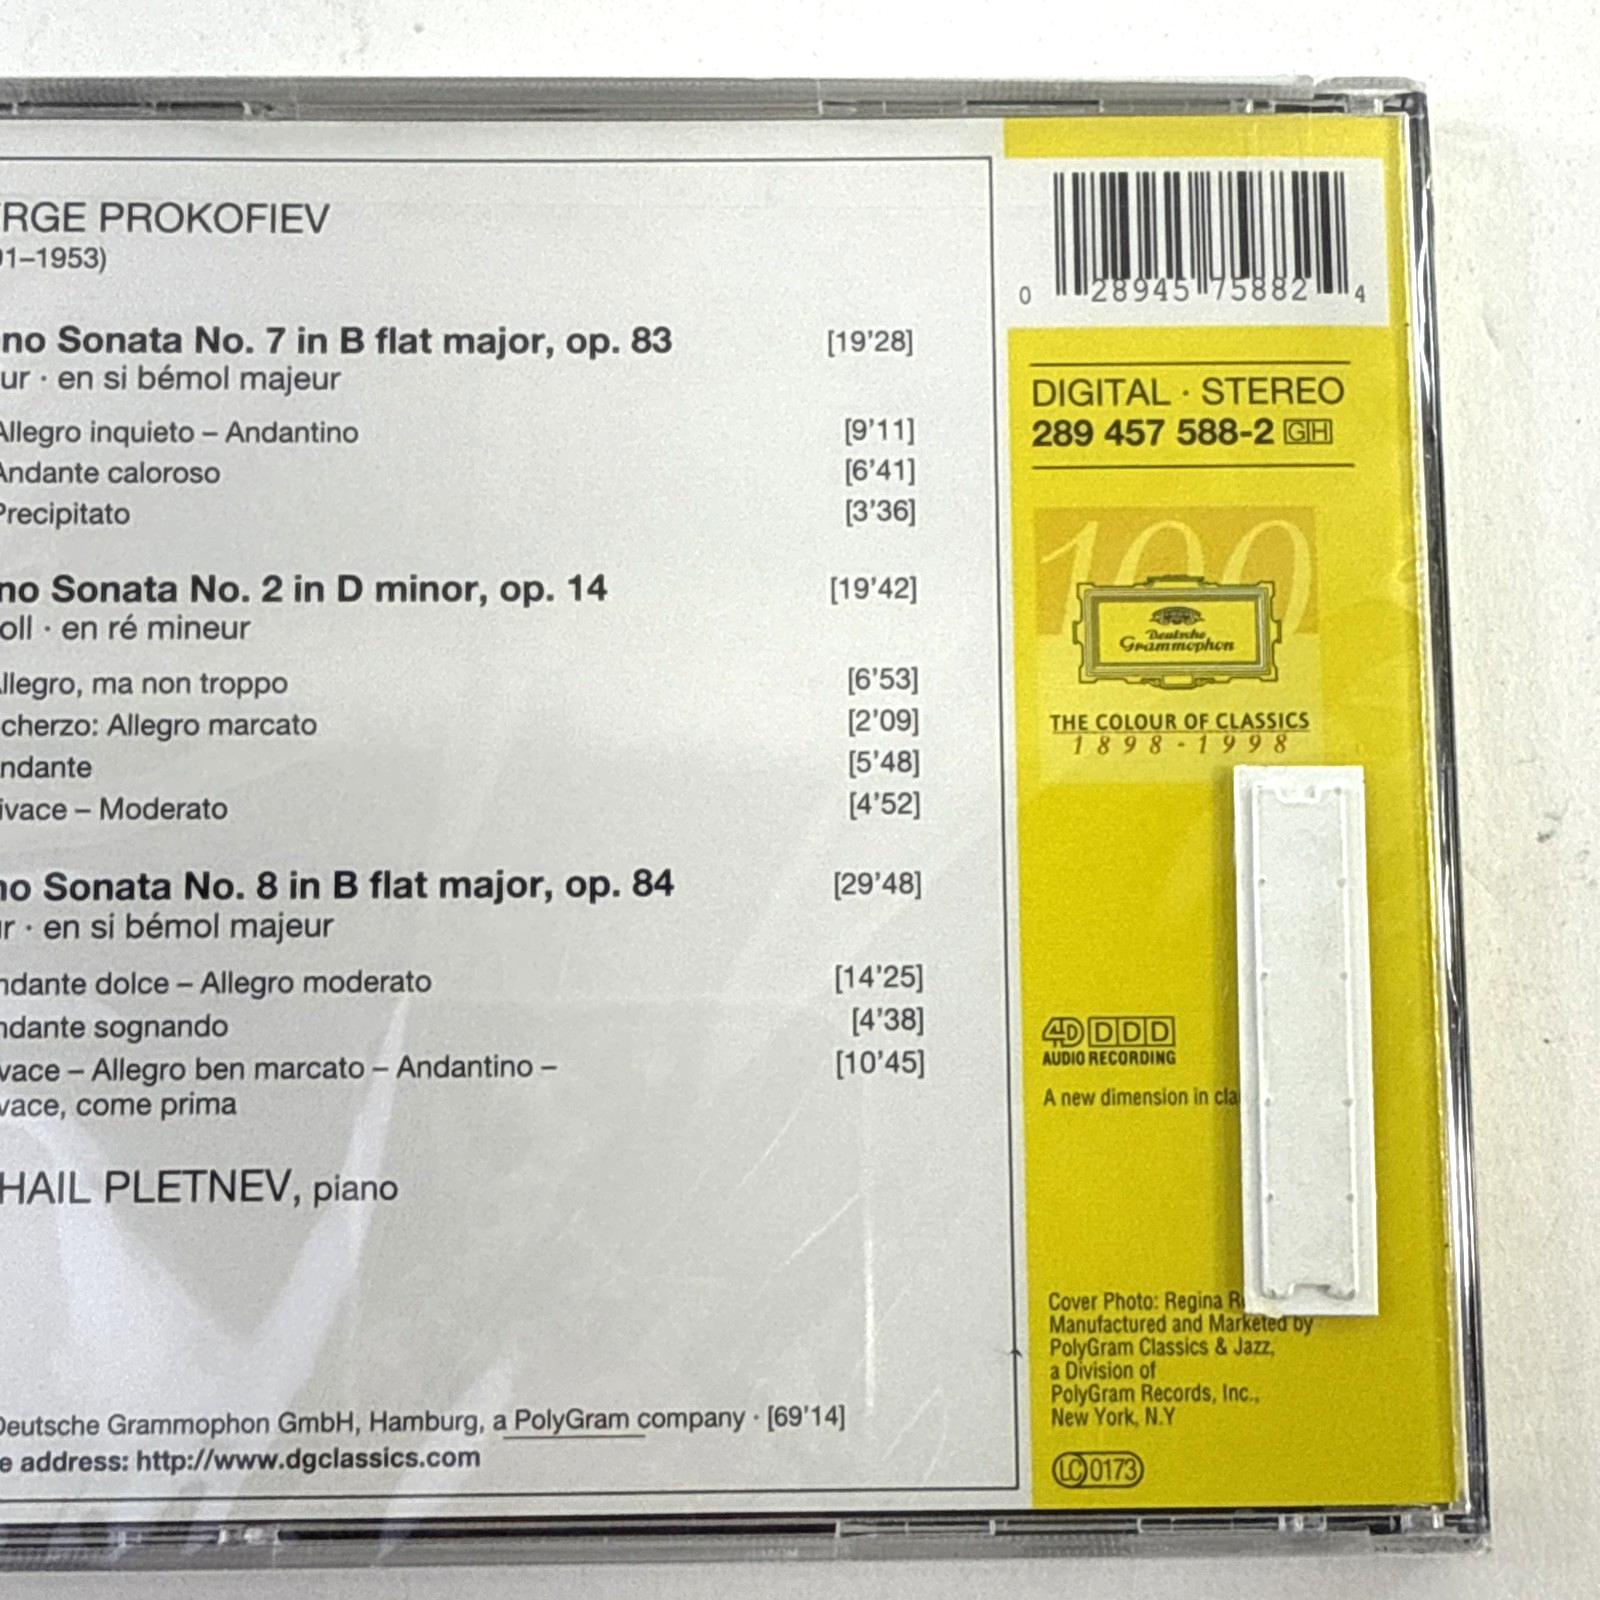 RGE PROKOFIEV
1–1953)
no Sonata No. 7 in B flat major, op. 83 [19'28]
ur · en si bémol majeur
Allegro inquieto – Andantino [9'11]
Andante caloroso [6'41]
Precipitato [3'36]
no Sonata No. 2 in D minor, op. 14 [19'42]
oll · en ré mineur
llegro, ma non troppo [6'53]
cherzo: Allegro marcato [2'09]
ndante [5'48]
ivace – Moderato [4'52]
no Sonata No. 8 in B flat major, op. 84 [29'48]
r · en si bémol majeur
ndante dolce – Allegro moderato [14'25]
ndante sognando [4'38]
vace – Allegro ben marcato – Andantino – [10'45]
vace, come prima
HAIL PLETNEV, piano
Deutsche Grammophon GmbH, Hamburg, a PolyGram company · [69'14]
e address: http://www.dgclassics.com
0 28945 75882 4
DIGITAL · STEREO
289 457 588-2 GH
100
Deutsche
Grammophon
THE COLOUR OF CLASSICS
1898-1998
4D DDD
AUDIO RECORDING
A new dimension in cla
Cover Photo: Regina R
Manufactured and Marketed by
PolyGram Classics & Jazz,
a Division of
PolyGram Records, Inc.,
New York, N.Y
LC 0173